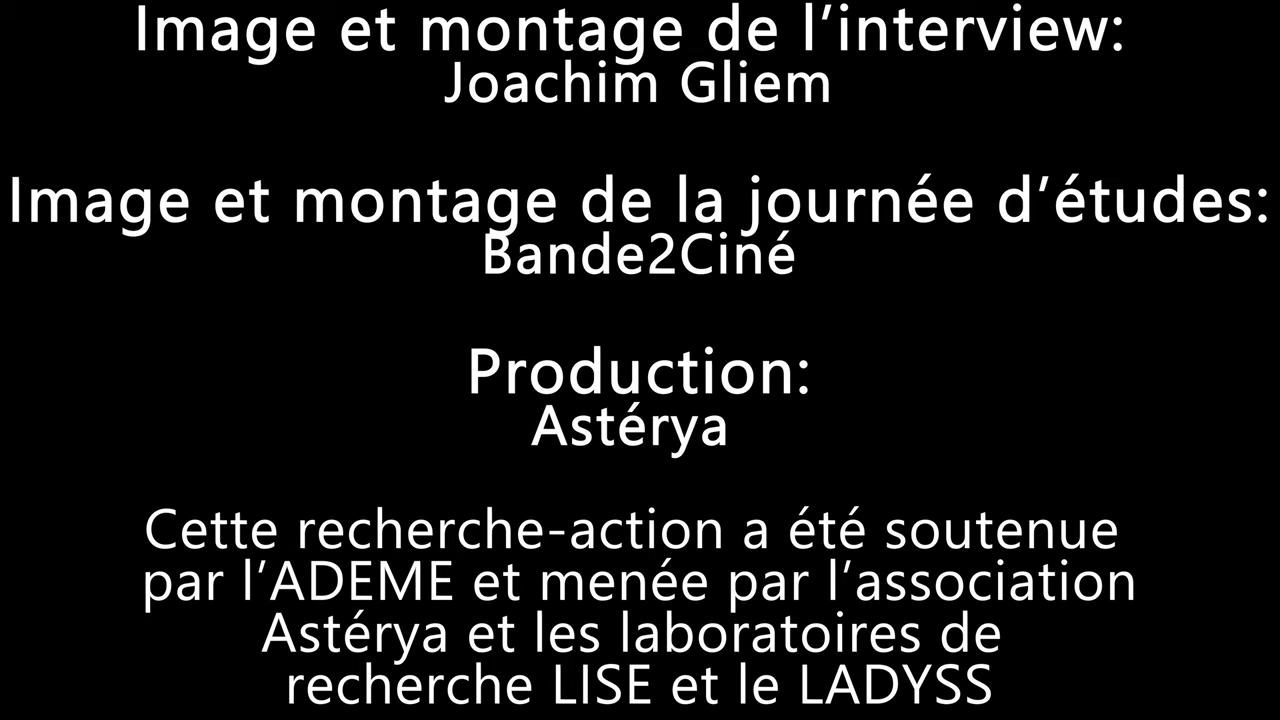 Image et montage de l’interview:
Joachim Gliem
Image et montage de la journée d’études:
Bande2Ciné
Production:
Astérya
Cette recherche-action a été soutenue
par l’ADEME et menée par l’association
Astérya et les laboratoires de
recherche LISE et le LADYSS